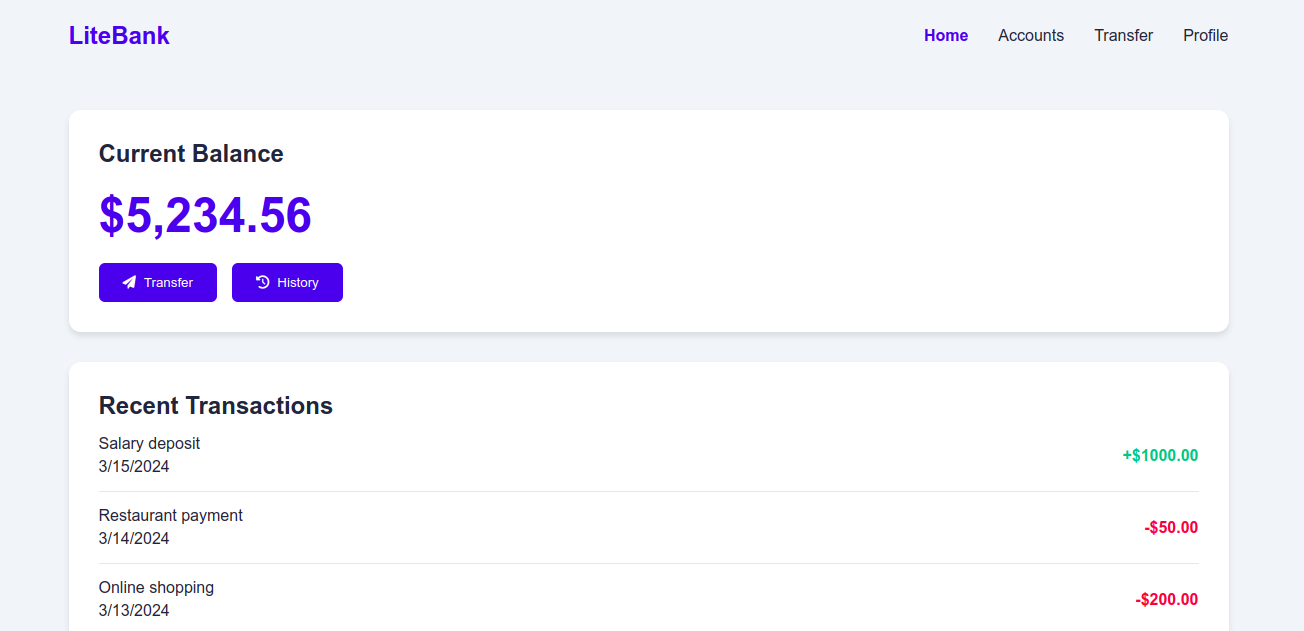 LiteBank
Home Accounts Transfer Profile
Current Balance
$5,234.56
Transfer History
Recent Transactions
Salary deposit
3/15/2024
+$1000.00
Restaurant payment
3/14/2024
-$50.00
Online shopping
3/13/2024
-$200.00